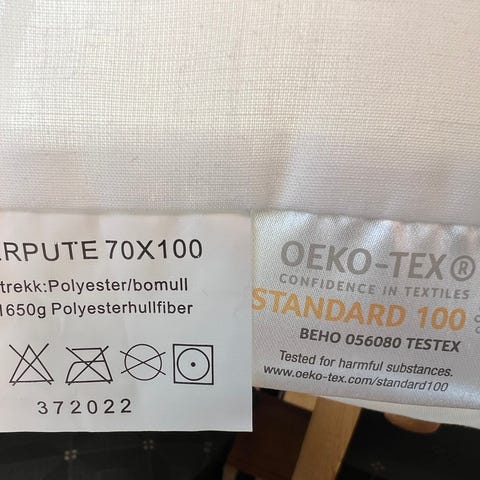 ERPUTE 70X100
trekk:Polyester/bomull
1650g Polyesterhullfiber
372022
OEKO-TEX®
CONFIDENCE IN TEXTILES
STANDARD 100
BEHO 056080 TESTEX
Tested for harmful substances.
www.oeko-tex.com/standard100